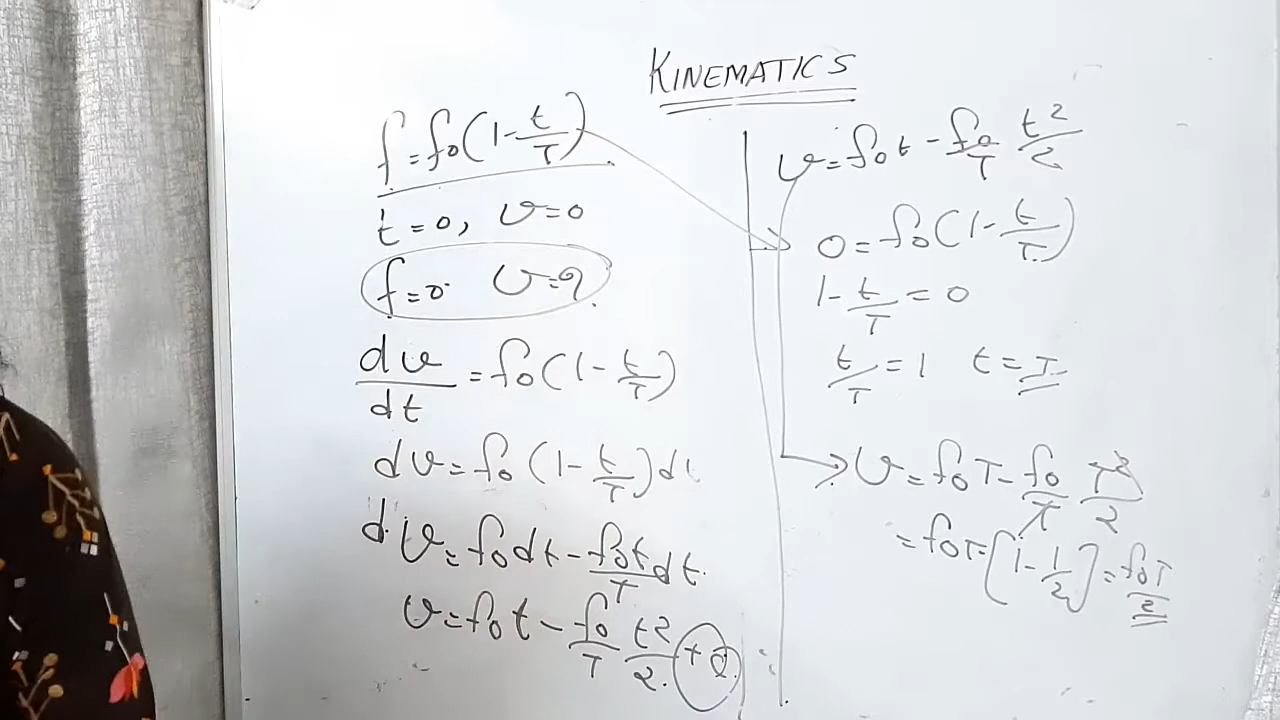 KINEMATICS
f=f₀(1-t/T)
t=0, v=0
f=0 v=?
dv/dt=f₀(1-t/T)
dv=f₀(1-t/T)dt
dv=f₀dt-f₀t/T dt
v=f₀t-f₀/T t²/2
v=f₀t-f₀/T t²/2
0=f₀(1-t/T)
1-t/T=0
t/T=1 t=T
v=f₀T-f₀/T T²/2
=f₀T[1-1/2]=f₀T/2